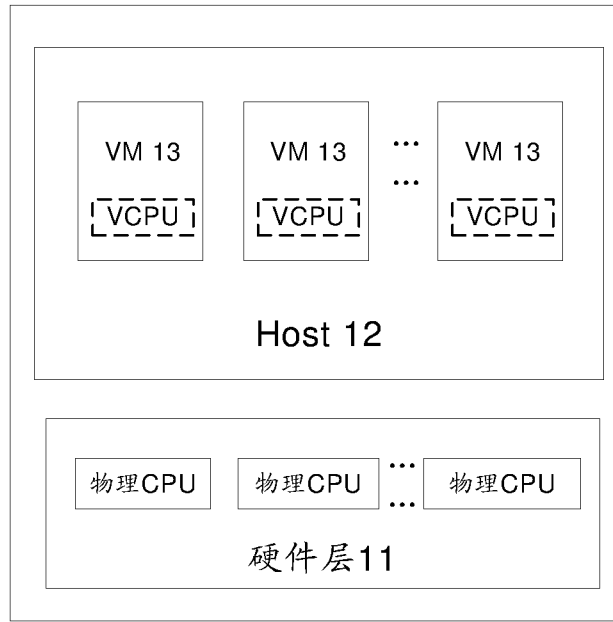 VM 13 VM 13 ... VM 13
...
VCPU VCPU VCPU
Host 12
物理CPU 物理CPU ... 物理CPU
...
硬件层11